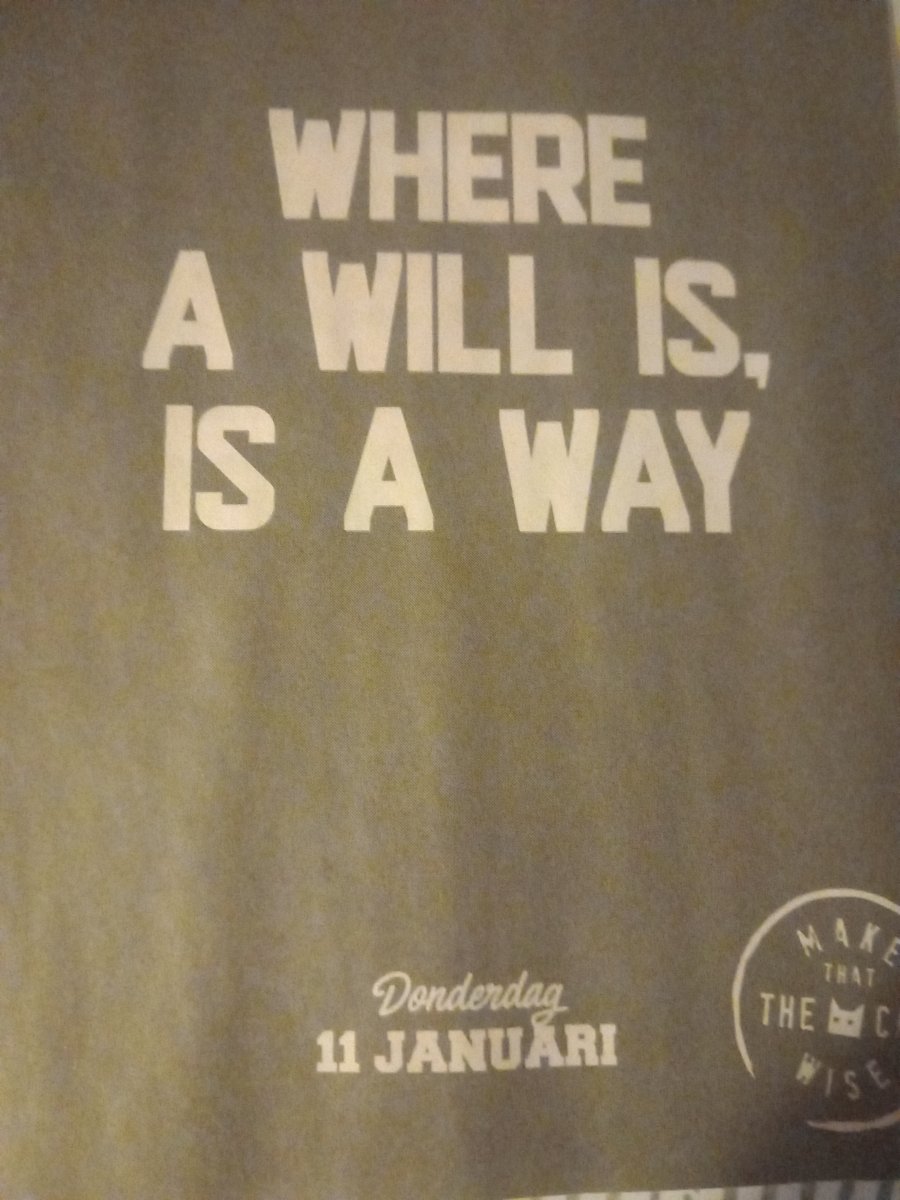 WHERE
A WILL IS,
IS A WAY
Donderdag
11 JANUARI
MAKE
THAT
THE
WISE